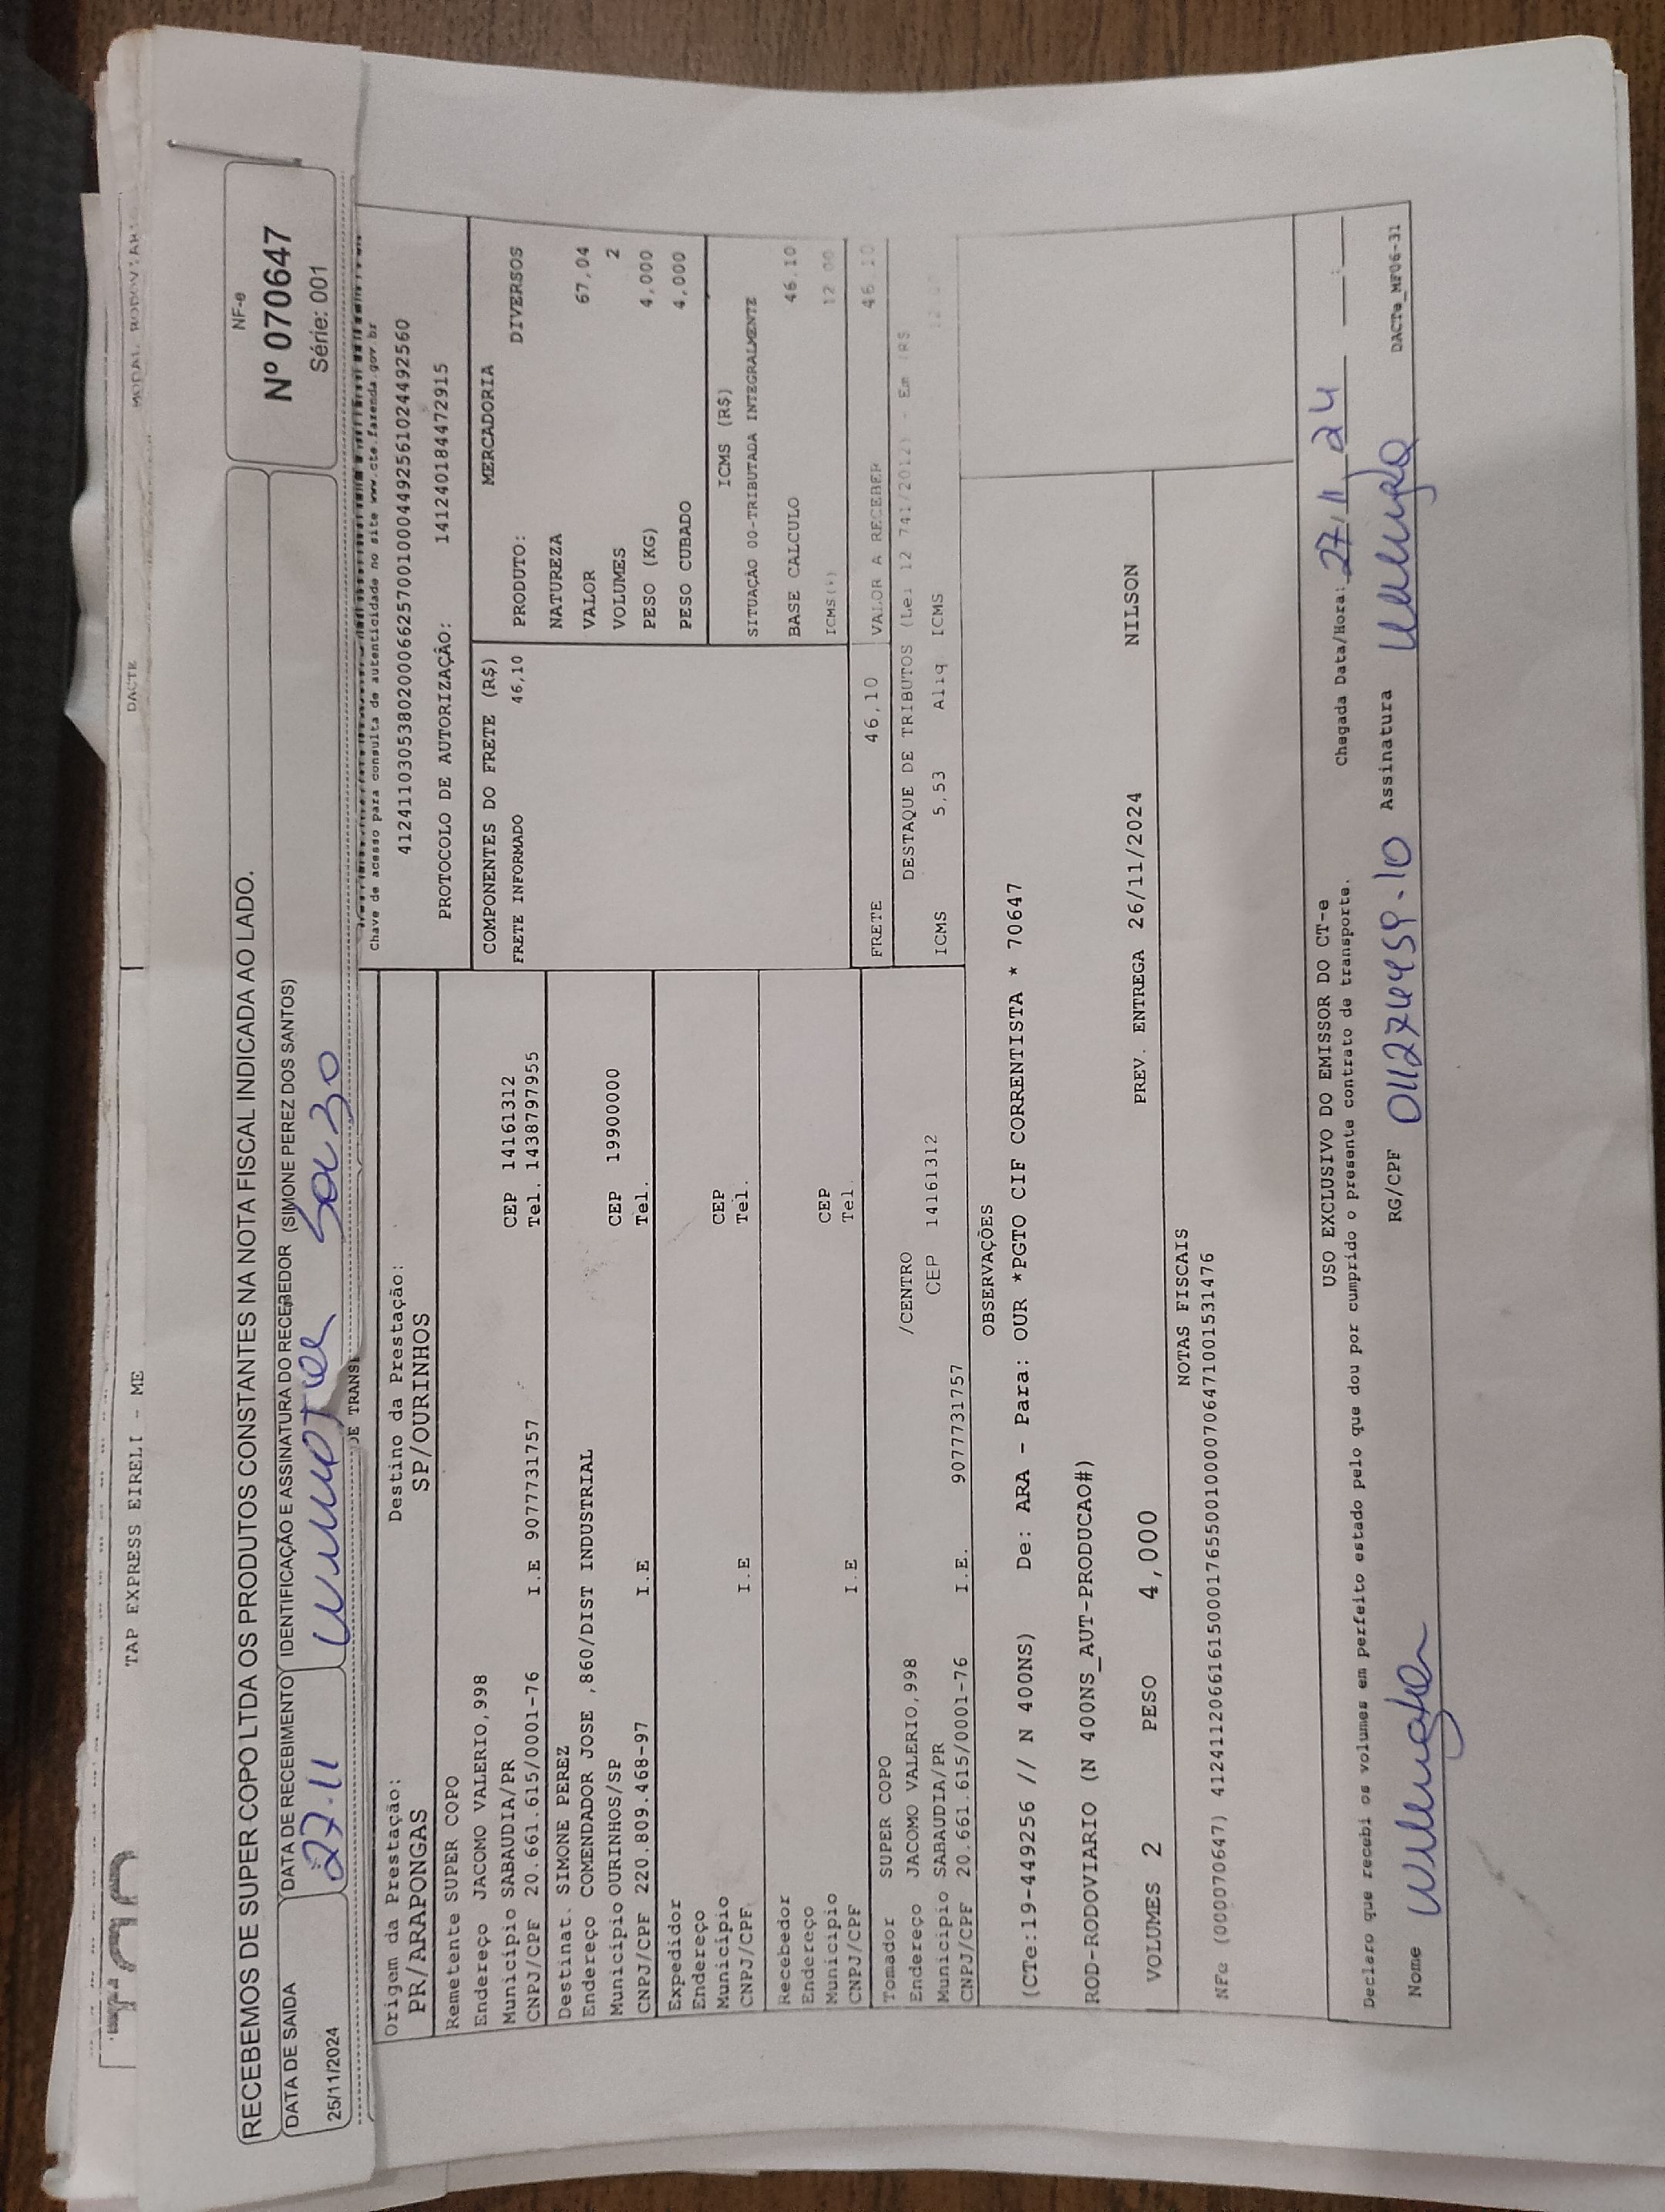 TAP EXPRESS EIRELI - ME DACTE
RECEBEMOS DE SUPER COPO LTDA OS PRODUTOS CONSTANTES NA NOTA FISCAL INDICADA AO LADO.
NF-e
Nº 070647
Série: 001
DATA DE SAIDA
25/11/2024
DATA DE RECEBIMENTO
27.11
IDENTIFICAÇÃO E ASSINATURA DO RECEBEDOR (SIMONE PEREZ DOS SANTOS)
Chave de acesso para consulta de autenticidade no site www.cte.fazenda.gov.br
41241103053802000662570010004492561024492560
PROTOCOLO DE AUTORIZAÇÃO: 141240184472915
Origem da Prestação: Destino da Prestação:
PR/ARAPONGAS SP/OURINHOS
Remetente SUPER COPO
Endereço JACOMO VALERIO,998
Município SABAUDIA/PR CEP 14161312
CNPJ/CPF 20.661.615/0001-76 I.E 9077731757 Tel. 1438797955
Destinat. SIMONE PEREZ
Endereço COMENDADOR JOSE ,860/DIST INDUSTRIAL
Município OURINHOS/SP CEP 19900000
CNPJ/CPF 220.809.468-97 I.E Tel.
Expedidor
Endereço
Município CEP
CNPJ/CPF I.E Tel.
Recebedor
Endereço
Município CEP
CNPJ/CPF I.E Tel
Tomador SUPER COPO
Endereço JACOMO VALERIO,998 /CENTRO
Município SABAUDIA/PR CEP 14161312
CNPJ/CPF 20.661.615/0001-76 I.E. 9077731757
COMPONENTES DO FRETE (R$)
FRETE INFORMADO 46,10
MERCADORIA
PRODUTO: DIVERSOS
NATUREZA
VALOR 67,04
VOLUMES 2
PESO (KG) 4,000
PESO CUBADO 4,000
ICMS (R$)
SITUAÇÃO 00-TRIBUTADA INTEGRALMENTE
BASE CALCULO 46.10
ICMS(%) 12 00
FRETE 46,10 VALOR A RECEBER 46.10
DESTAQUE DE TRIBUTOS (Lei 12 741/2012) - Em R$
ICMS 5,53 Aliq ICMS
OBSERVAÇÕES
(CTe:19-449256 // N 400NS) De: ARA - Para: OUR *PGTO CIF CORRENTISTA * 70647
ROD-RODOVIARIO (N 400NS_AUT-PRODUCAO#)
VOLUMES 2 PESO 4,000 PREV. ENTREGA 26/11/2024 NILSON
NOTAS FISCAIS
NFe (000070647) 41241120661615000176550010000706471001531476
USO EXCLUSIVO DO EMISSOR DO CT-e
Declaro que recebi os volumes em perfeito estado pelo que dou por cumprido o presente contrato de transporte.
Chegada Data/Hora: 27/11 24
Nome RG/CPF Assinatura
DACTe_MF06-31